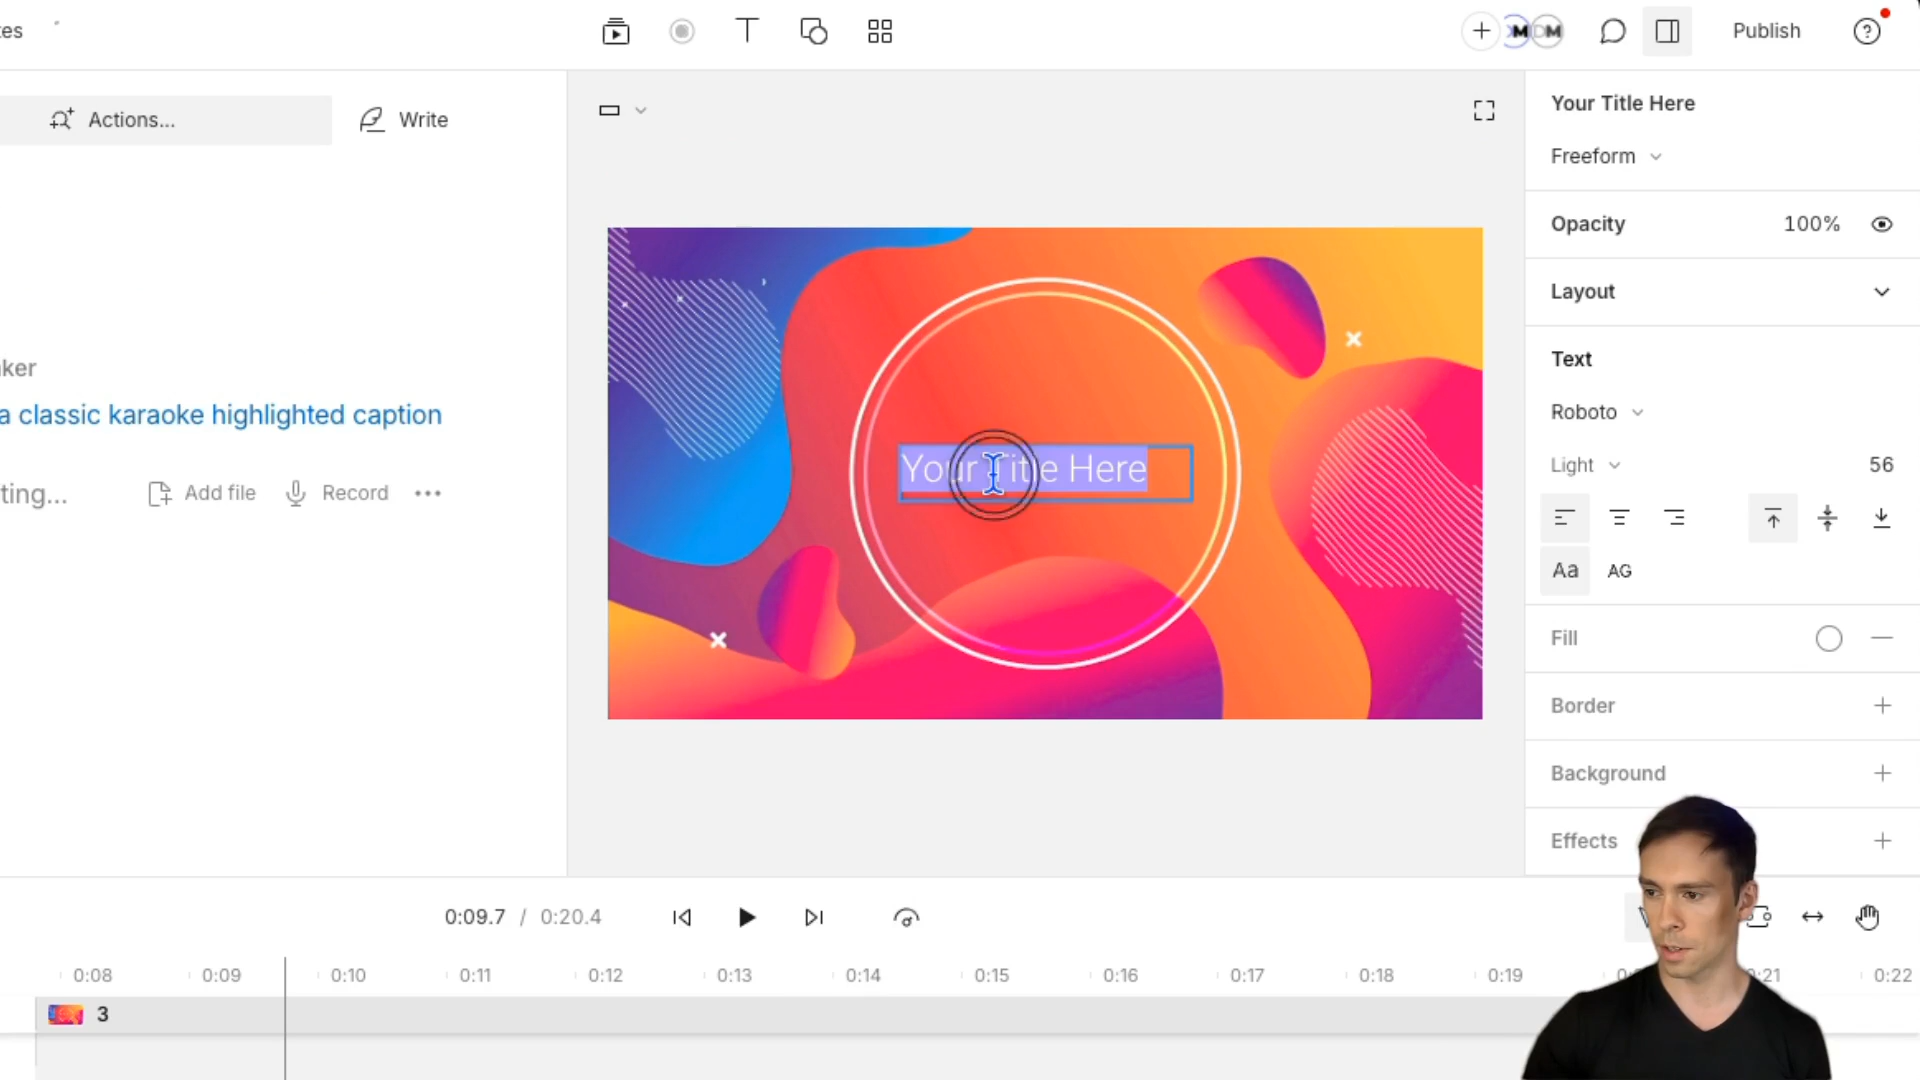 tes
Publish
Actions...
Write
Your Title Here
Freeform
Opacity
100%
Layout
Text
Roboto
Light
56
Aa
AG
Fill
Border
Background
Effects
ker
a classic karaoke highlighted caption
ting...
Add file
Record
Your Title Here
0:09.7 / 0:20.4
0:08
0:09
0:10
0:11
0:12
0:13
0:14
0:15
0:16
0:17
0:18
0:19
0:21
0:22
3